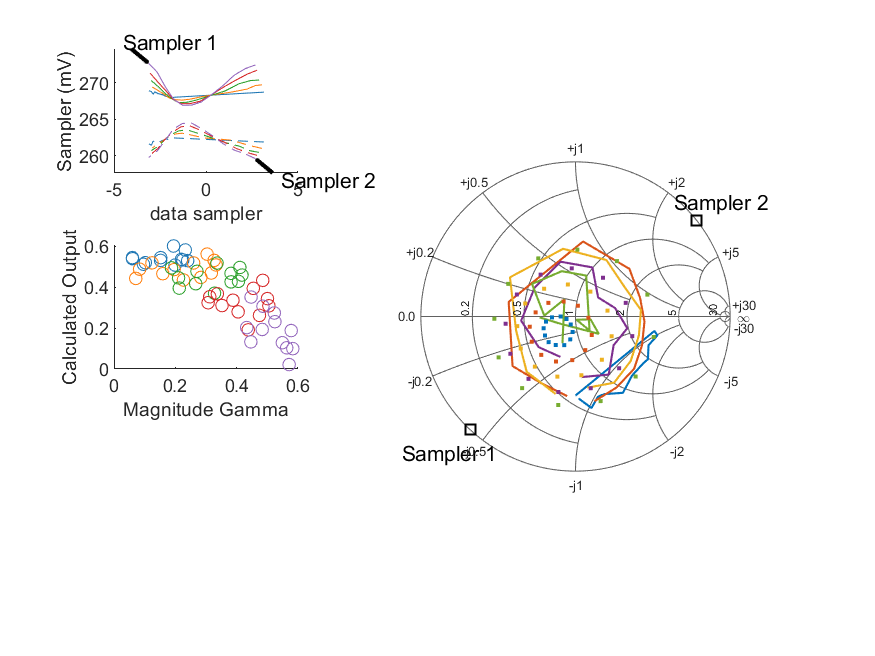 Sampler 1
Sampler (mV)
270
265
260
-5
0
5
Sampler 2
data sampler
Calculated Output
0.6
0.4
0.2
0
0
0.2
0.4
0.6
Magnitude Gamma
+j1
+j0.5
+j2
Sampler 2
+j0.2
+j5
0.0
0.2
0.5
1
2
5
30
+j30
∞
-j30
-j0.2
-j5
-j0.5
Sampler 1
-j2
-j1